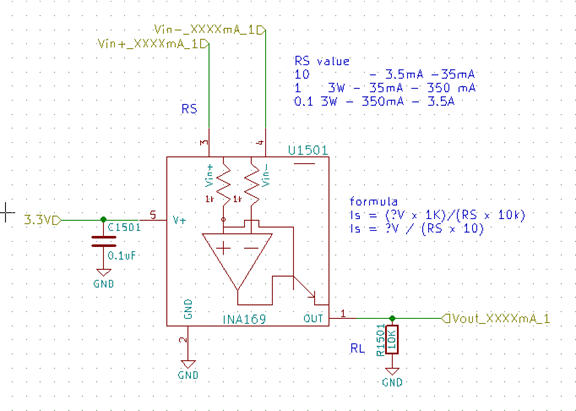 Vin-_XXXXmA_1
Vin+_XXXXmA_1
RS value
10 - 3.5mA -35mA
1 3W - 35mA - 350 mA
0.1 3W - 350mA - 3.5A
RS
3
4
U1501
Vin+
Vin-
1k
1k
formula
Is = (?V x 1K)/(RS x 10k)
Is = ?V / (RS x 10)
3.3V
5
V+
C1501
0.1uF
GND
+ -
GND
INA169
OUT
1
Vout_XXXXmA_1
2
RL
R1501
10K
GND
GND